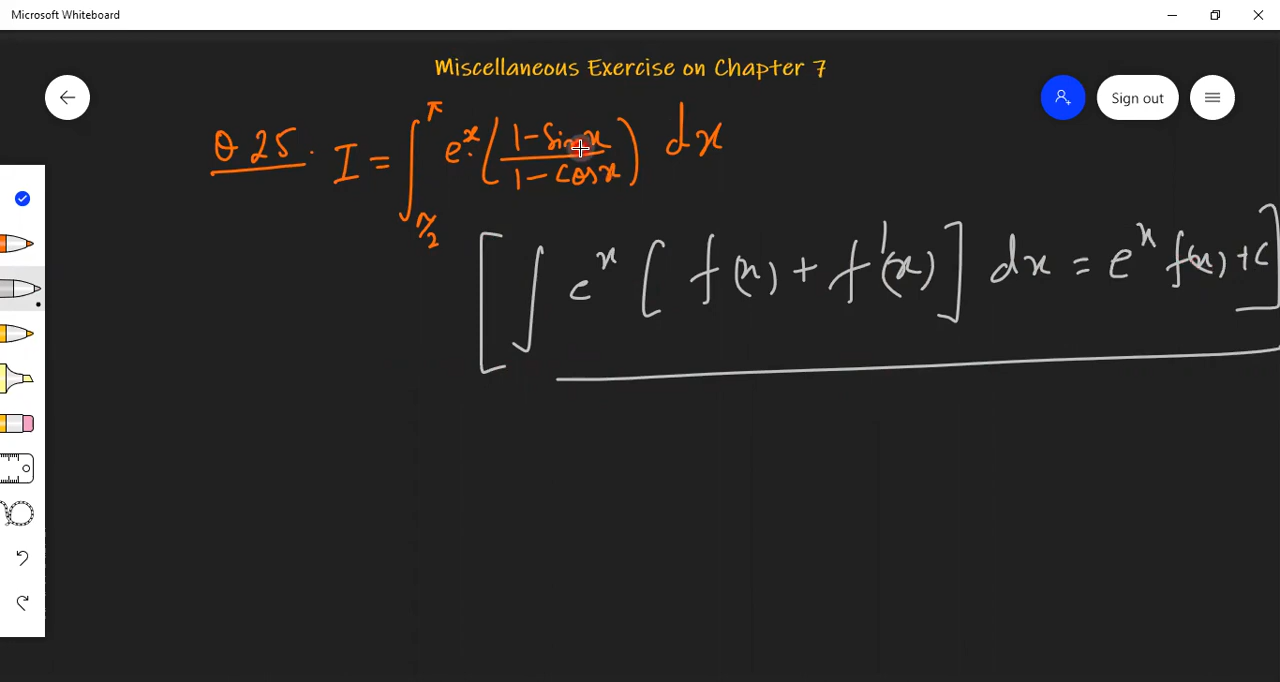 Microsoft Whiteboard
Miscellaneous Exercise on Chapter 7
Sign out
Q 25. I = ∫_{π/2}^{π} e^x ((1 - sin x)/(1 - cos x)) dx
[∫ e^x [f(x) + f'(x)] dx = e^x f(x) + c]